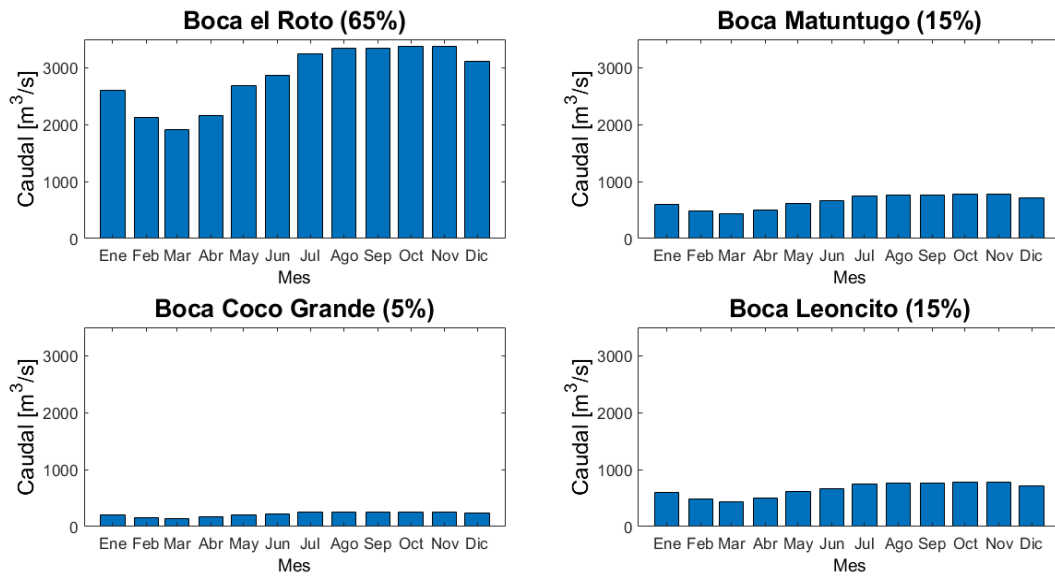 Boca el Roto (65%)
Caudal [m³/s]
3000
2000
1000
0
Ene Feb Mar Abr May Jun Jul Ago Sep Oct Nov Dic
Mes
Boca Matuntugo (15%)
Caudal [m³/s]
3000
2000
1000
0
Ene Feb Mar Abr May Jun Jul Ago Sep Oct Nov Dic
Mes
Boca Coco Grande (5%)
Caudal [m³/s]
3000
2000
1000
0
Ene Feb Mar Abr May Jun Jul Ago Sep Oct Nov Dic
Mes
Boca Leoncito (15%)
Caudal [m³/s]
3000
2000
1000
0
Ene Feb Mar Abr May Jun Jul Ago Sep Oct Nov Dic
Mes